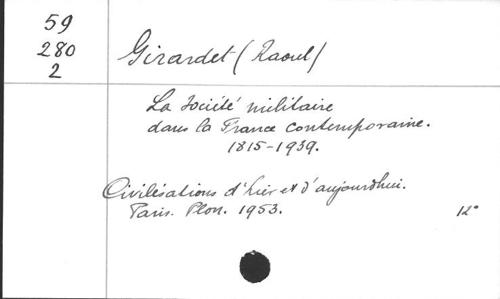 59
280
2
Girardet (Raoul)
La Société militaire
dans la France contemporaine.
1815-1939.
Civilisations d'hier et d'aujourd'hui.
Paris. Plon. 1953.
12°